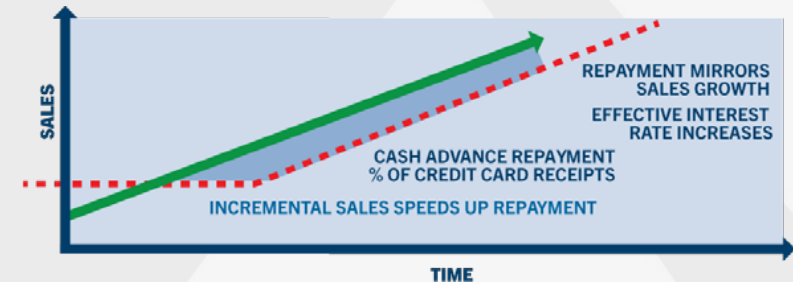 SALES
REPAYMENT MIRRORS
SALES GROWTH
EFFECTIVE INTEREST
RATE INCREASES
CASH ADVANCE REPAYMENT
% OF CREDIT CARD RECEIPTS
INCREMENTAL SALES SPEEDS UP REPAYMENT
TIME